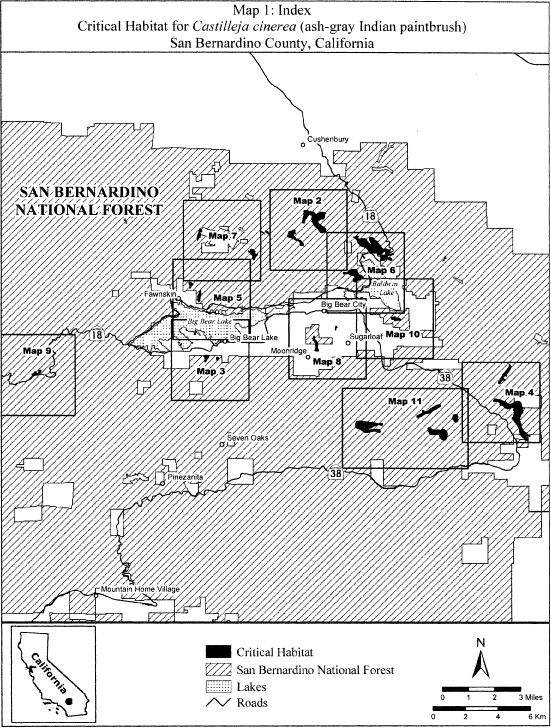 Map 1: Index
Critical Habitat for Castilleja cinerea (ash-gray Indian paintbrush)
San Bernardino County, California
Cushenbury
SAN BERNARDINO
NATIONAL FOREST
Map 2
18
Map 7
Map 6
Baldwin
Lake
Fawnskin
Map 5
Big Bear City
Big Bear Lake
Map 10
18
Big Bear Lake
Sugarloaf
Map 9
Moonridge
Map 8
Map 3
38
Map 4
Map 11
Seven Oaks
38
Pinezanita
Mountain Home Village
California
Critical Habitat
San Bernardino National Forest
Lakes
Roads
N
0 1 2 3 Miles
0 2 4 6 Km